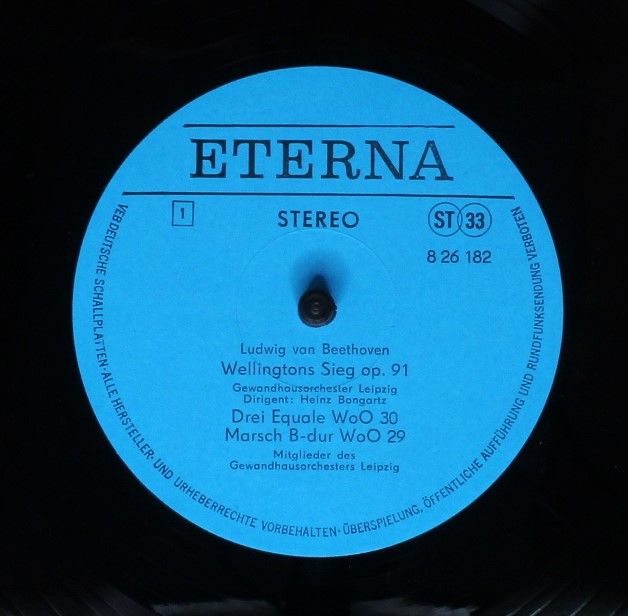 ETERNA
1
STEREO
ST 33
8 26 182
Ludwig van Beethoven
Wellingtons Sieg op. 91
Gewandhausorchester Leipzig
Dirigent: Heinz Bongartz
Drei Equale WoO 30
Marsch B-dur WoO 29
Mitglieder des
Gewandhausorchesters Leipzig
VEB DEUTSCHE SCHALLPLATTEN · ALLE HERSTELLER- UND URHEBERRECHTE VORBEHALTEN · ÜBERSPIELUNG, ÖFFENTLICHE AUFFÜHRUNG UND RUNDFUNKSENDUNG VERBOTEN